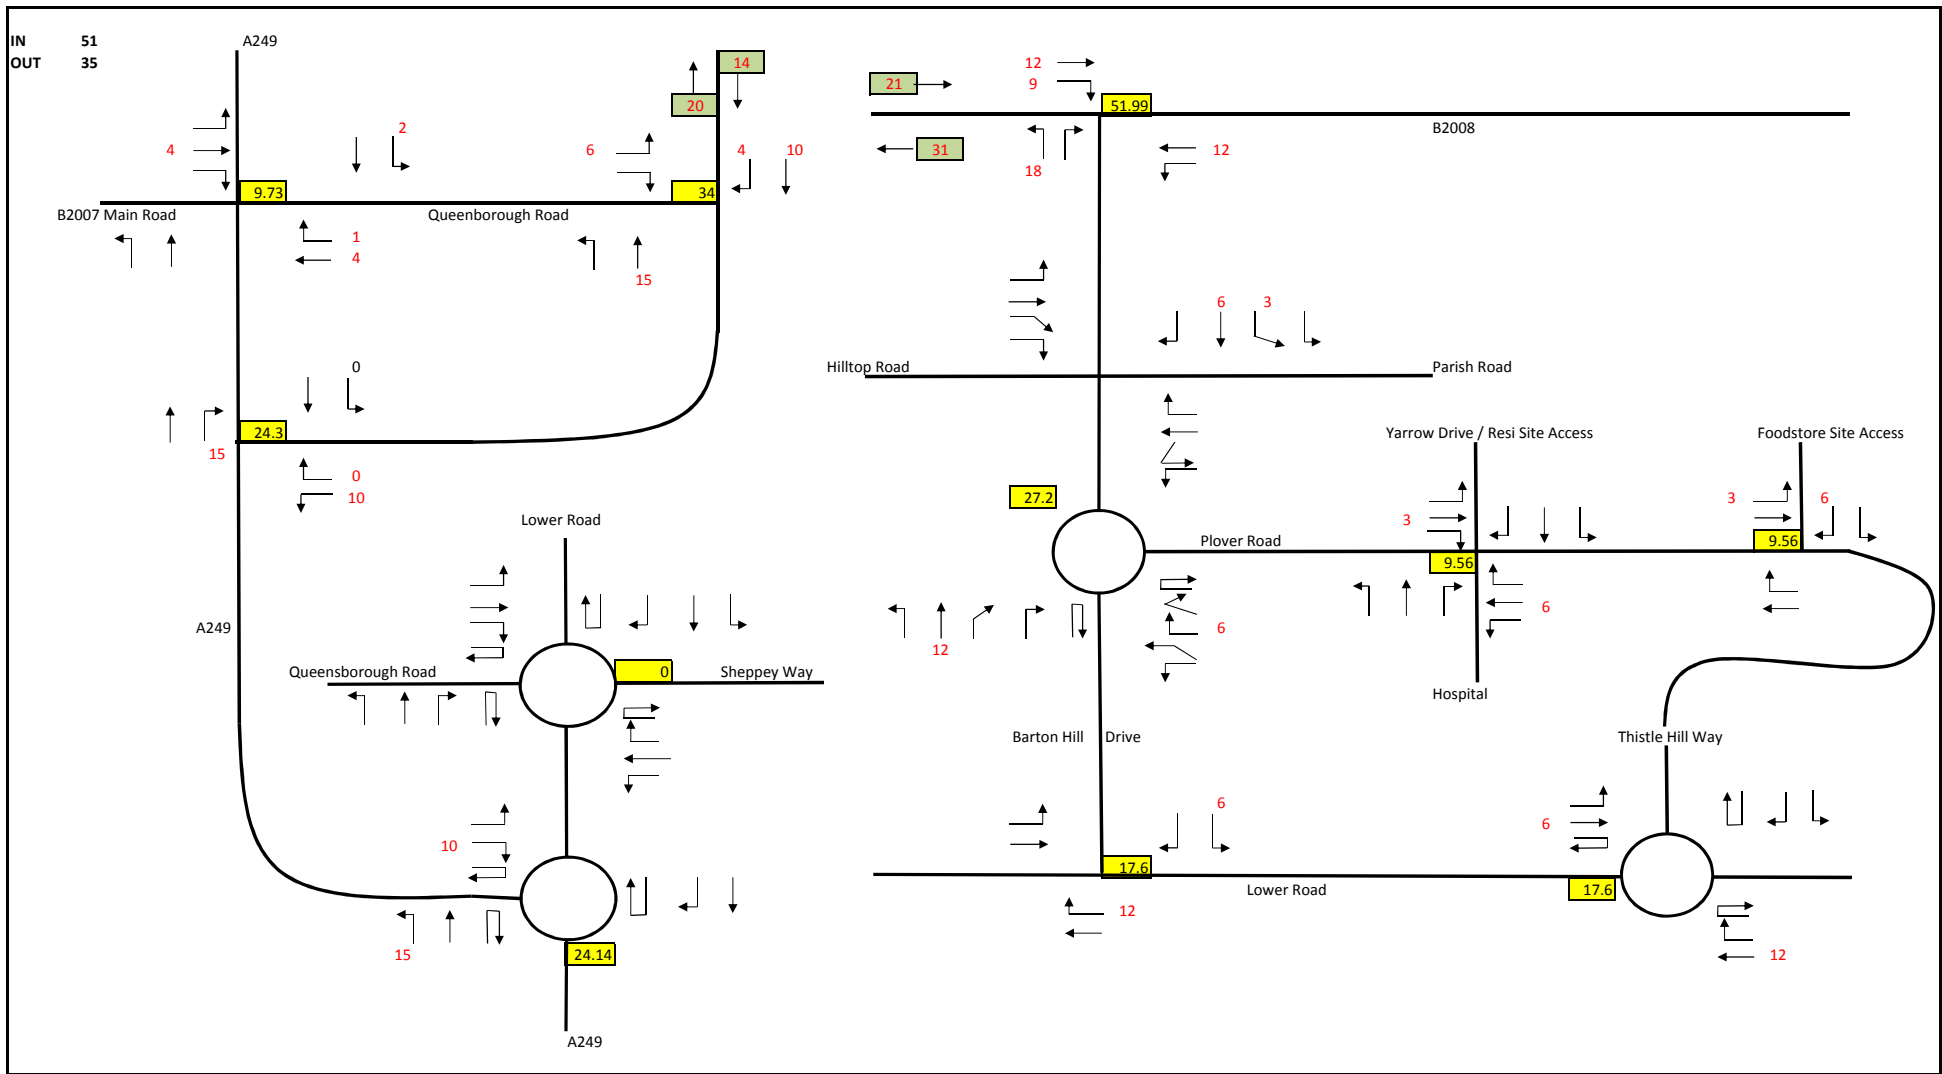 IN 51
OUT 35
A249
14
20
2
4
6
4 10
9.73
34
B2007 Main Road
Queenborough Road
1
4
15
0
24.3
15
0
10
Lower Road
A249
Queensborough Road
0
Sheppey Way
10
15
24.14
A249
12
9
21
51.99
B2008
31
18
12
6 3
Hilltop Road
Parish Road
Yarrow Drive / Resi Site Access
Foodstore Site Access
27.2
3
3
6
Plover Road
9.56
9.56
6
12
6
Hospital
Barton Hill Drive
Thistle Hill Way
6
6
17.6
Lower Road
17.6
12
12